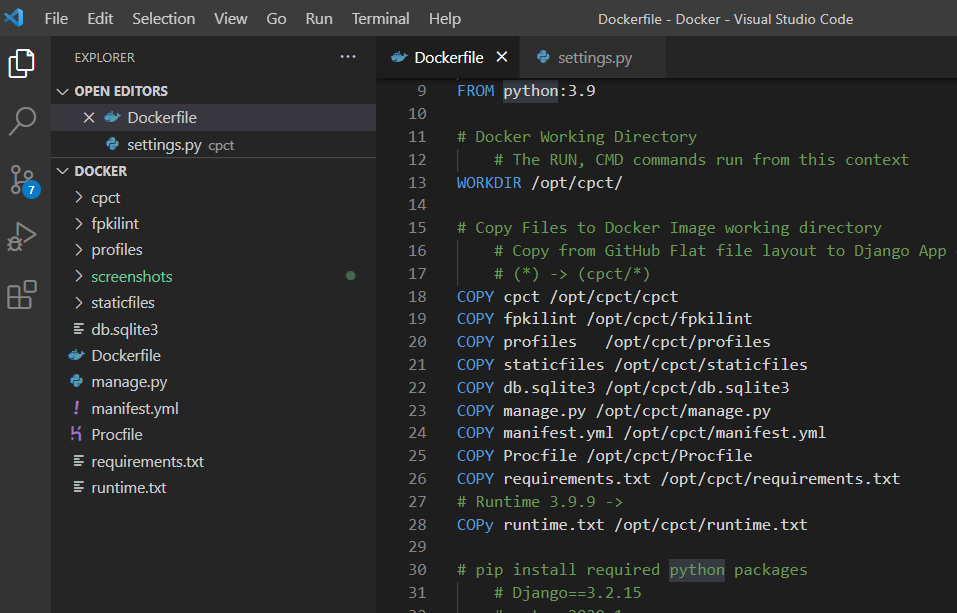 File Edit Selection View Go Run Terminal Help Dockerfile - Docker - Visual Studio Code
EXPLORER ...
OPEN EDITORS
Dockerfile
settings.py cpct
DOCKER
cpct
fpkilint
profiles
screenshots
staticfiles
db.sqlite3
Dockerfile
manage.py
! manifest.yml
Procfile
requirements.txt
runtime.txt
7
Dockerfile settings.py
9 FROM python:3.9
10
11 # Docker Working Directory
12 # The RUN, CMD commands run from this context
13 WORKDIR /opt/cpct/
14
15 # Copy Files to Docker Image working directory
16 # Copy from GitHub Flat file layout to Django App
17 # (*) -> (cpct/*)
18 COPY cpct /opt/cpct/cpct
19 COPY fpkilint /opt/cpct/fpkilint
20 COPY profiles /opt/cpct/profiles
21 COPY staticfiles /opt/cpct/staticfiles
22 COPY db.sqlite3 /opt/cpct/db.sqlite3
23 COPY manage.py /opt/cpct/manage.py
24 COPY manifest.yml /opt/cpct/manifest.yml
25 COPY Procfile /opt/cpct/Procfile
26 COPY requirements.txt /opt/cpct/requirements.txt
27 # Runtime 3.9.9 ->
28 COPy runtime.txt /opt/cpct/runtime.txt
29
30 # pip install required python packages
31 # Django==3.2.15